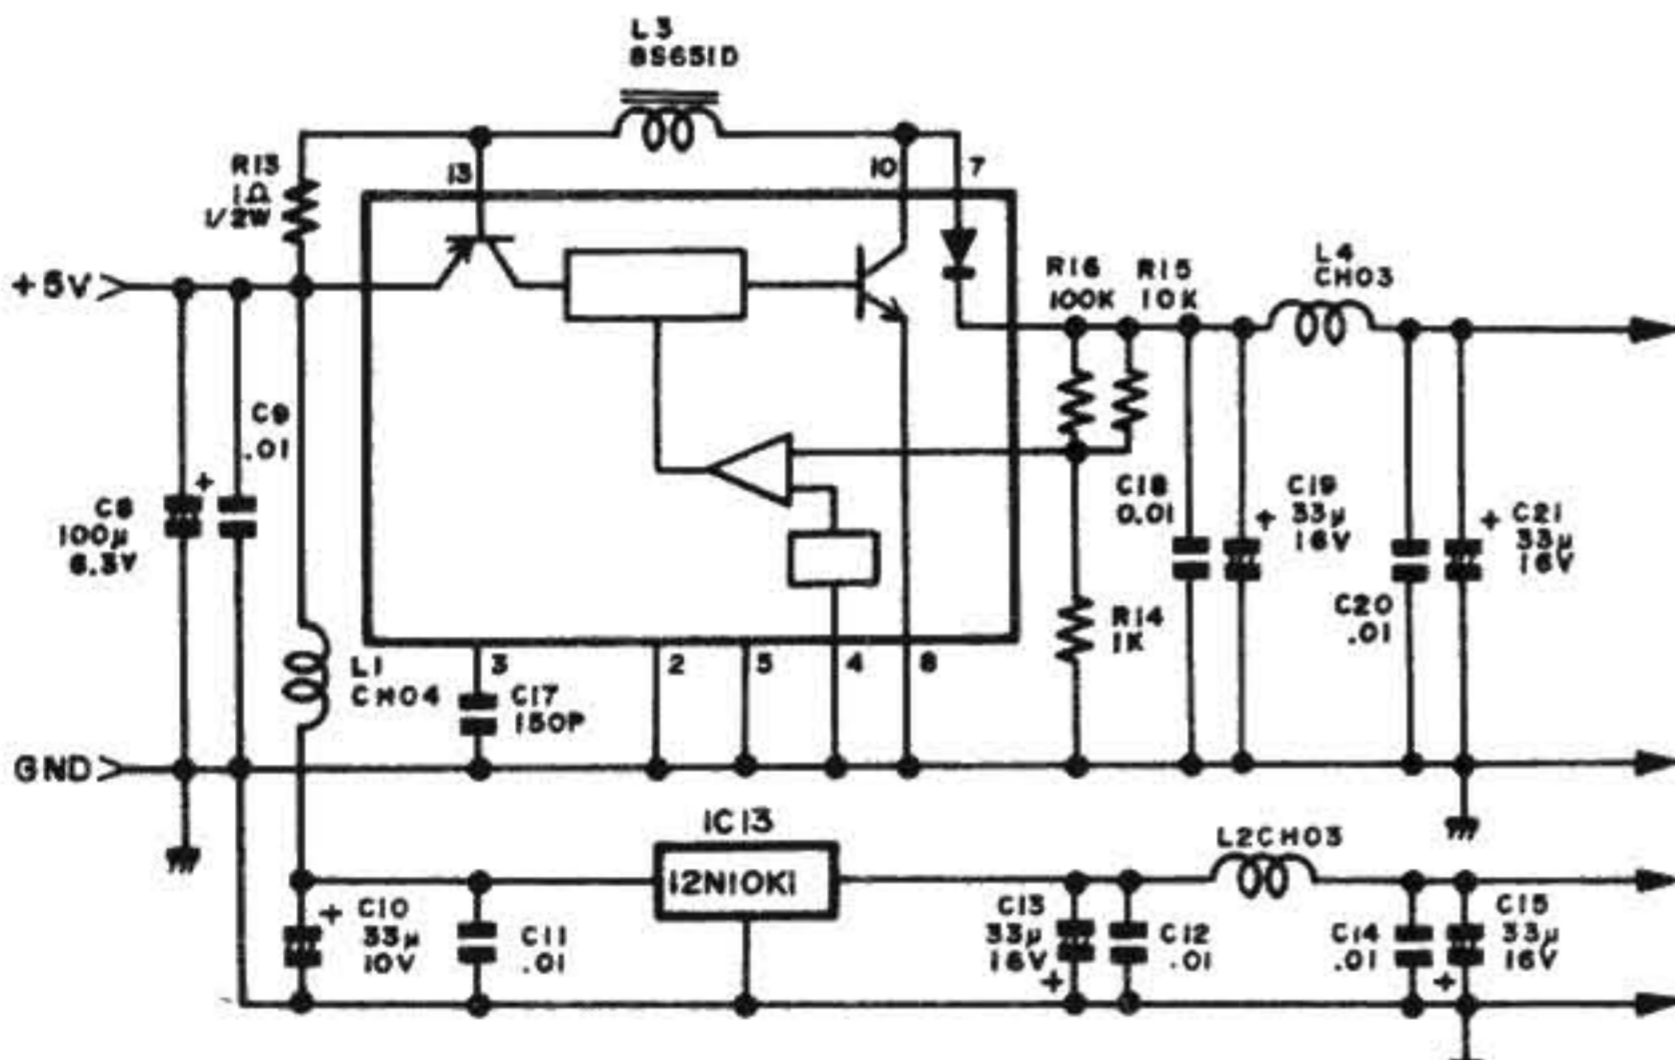 L3
8S651D
13
10
7
R13
1Ω
1/2W
+5V
R16
100K
R15
10K
L4
CH03
C9
.01
C8
100μ
6.3V
+
C18
0.01
+
C19
33μ
16V
+
C21
33μ
16V
C20
.01
R14
1K
L1
CH04
3
C17
150P
2
5
4
8
GND
IC13
12N10K1
L2CH03
+
C10
33μ
10V
C11
.01
C13
33μ
16V
+
C12
.01
C14
.01
C15
33μ
16V
+